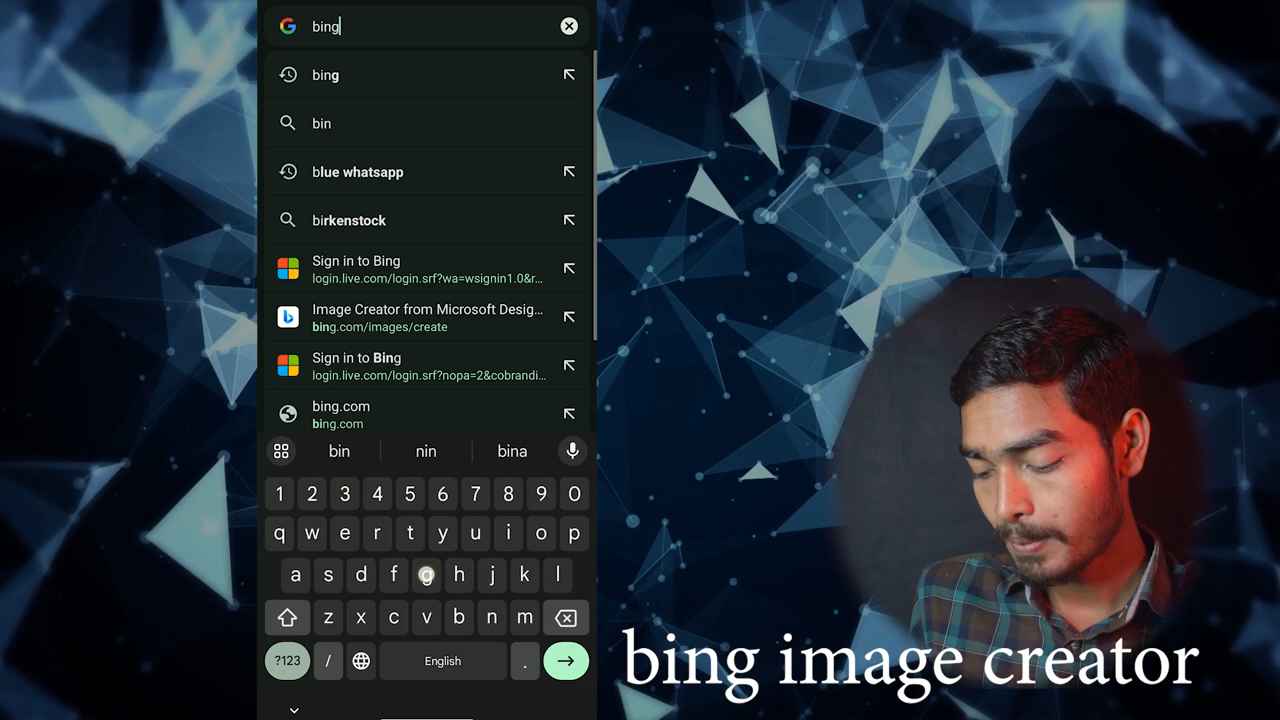 bing
bing
bin
blue whatsapp
birkenstock
Sign in to Bing
login.live.com/login.srf?wa=wsignin1.0&r...
Image Creator from Microsoft Desig...
bing.com/images/create
Sign in to Bing
login.live.com/login.srf?nopa=2&cobrandi...
bing.com
bing.com
bin nin bina
1 2 3 4 5 6 7 8 9 0
q w e r t y u i o p
a s d f g h j k l
z x c v b n m
?123 / English .
bing image creator